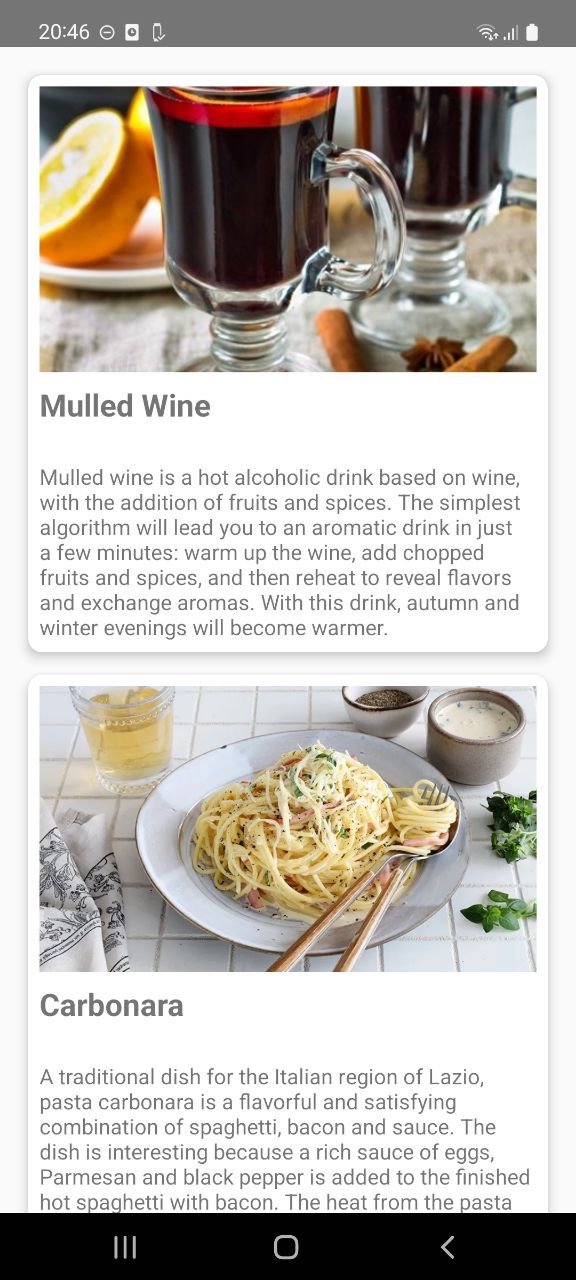 20:46
Mulled Wine
Mulled wine is a hot alcoholic drink based on wine,
with the addition of fruits and spices. The simplest
algorithm will lead you to an aromatic drink in just
a few minutes: warm up the wine, add chopped
fruits and spices, and then reheat to reveal flavors
and exchange aromas. With this drink, autumn and
winter evenings will become warmer.
Carbonara
A traditional dish for the Italian region of Lazio,
pasta carbonara is a flavorful and satisfying
combination of spaghetti, bacon and sauce. The
dish is interesting because a rich sauce of eggs,
Parmesan and black pepper is added to the finished
hot spaghetti with bacon. The heat from the pasta